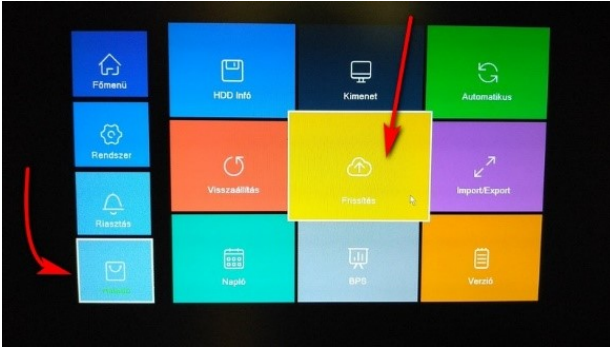 Főmenü
Rendszer
Riasztás
HDD Infó
Kimenet
Automatikus
Visszaállítás
Frissítés
Import/Export
Napló
BPS
Verzió